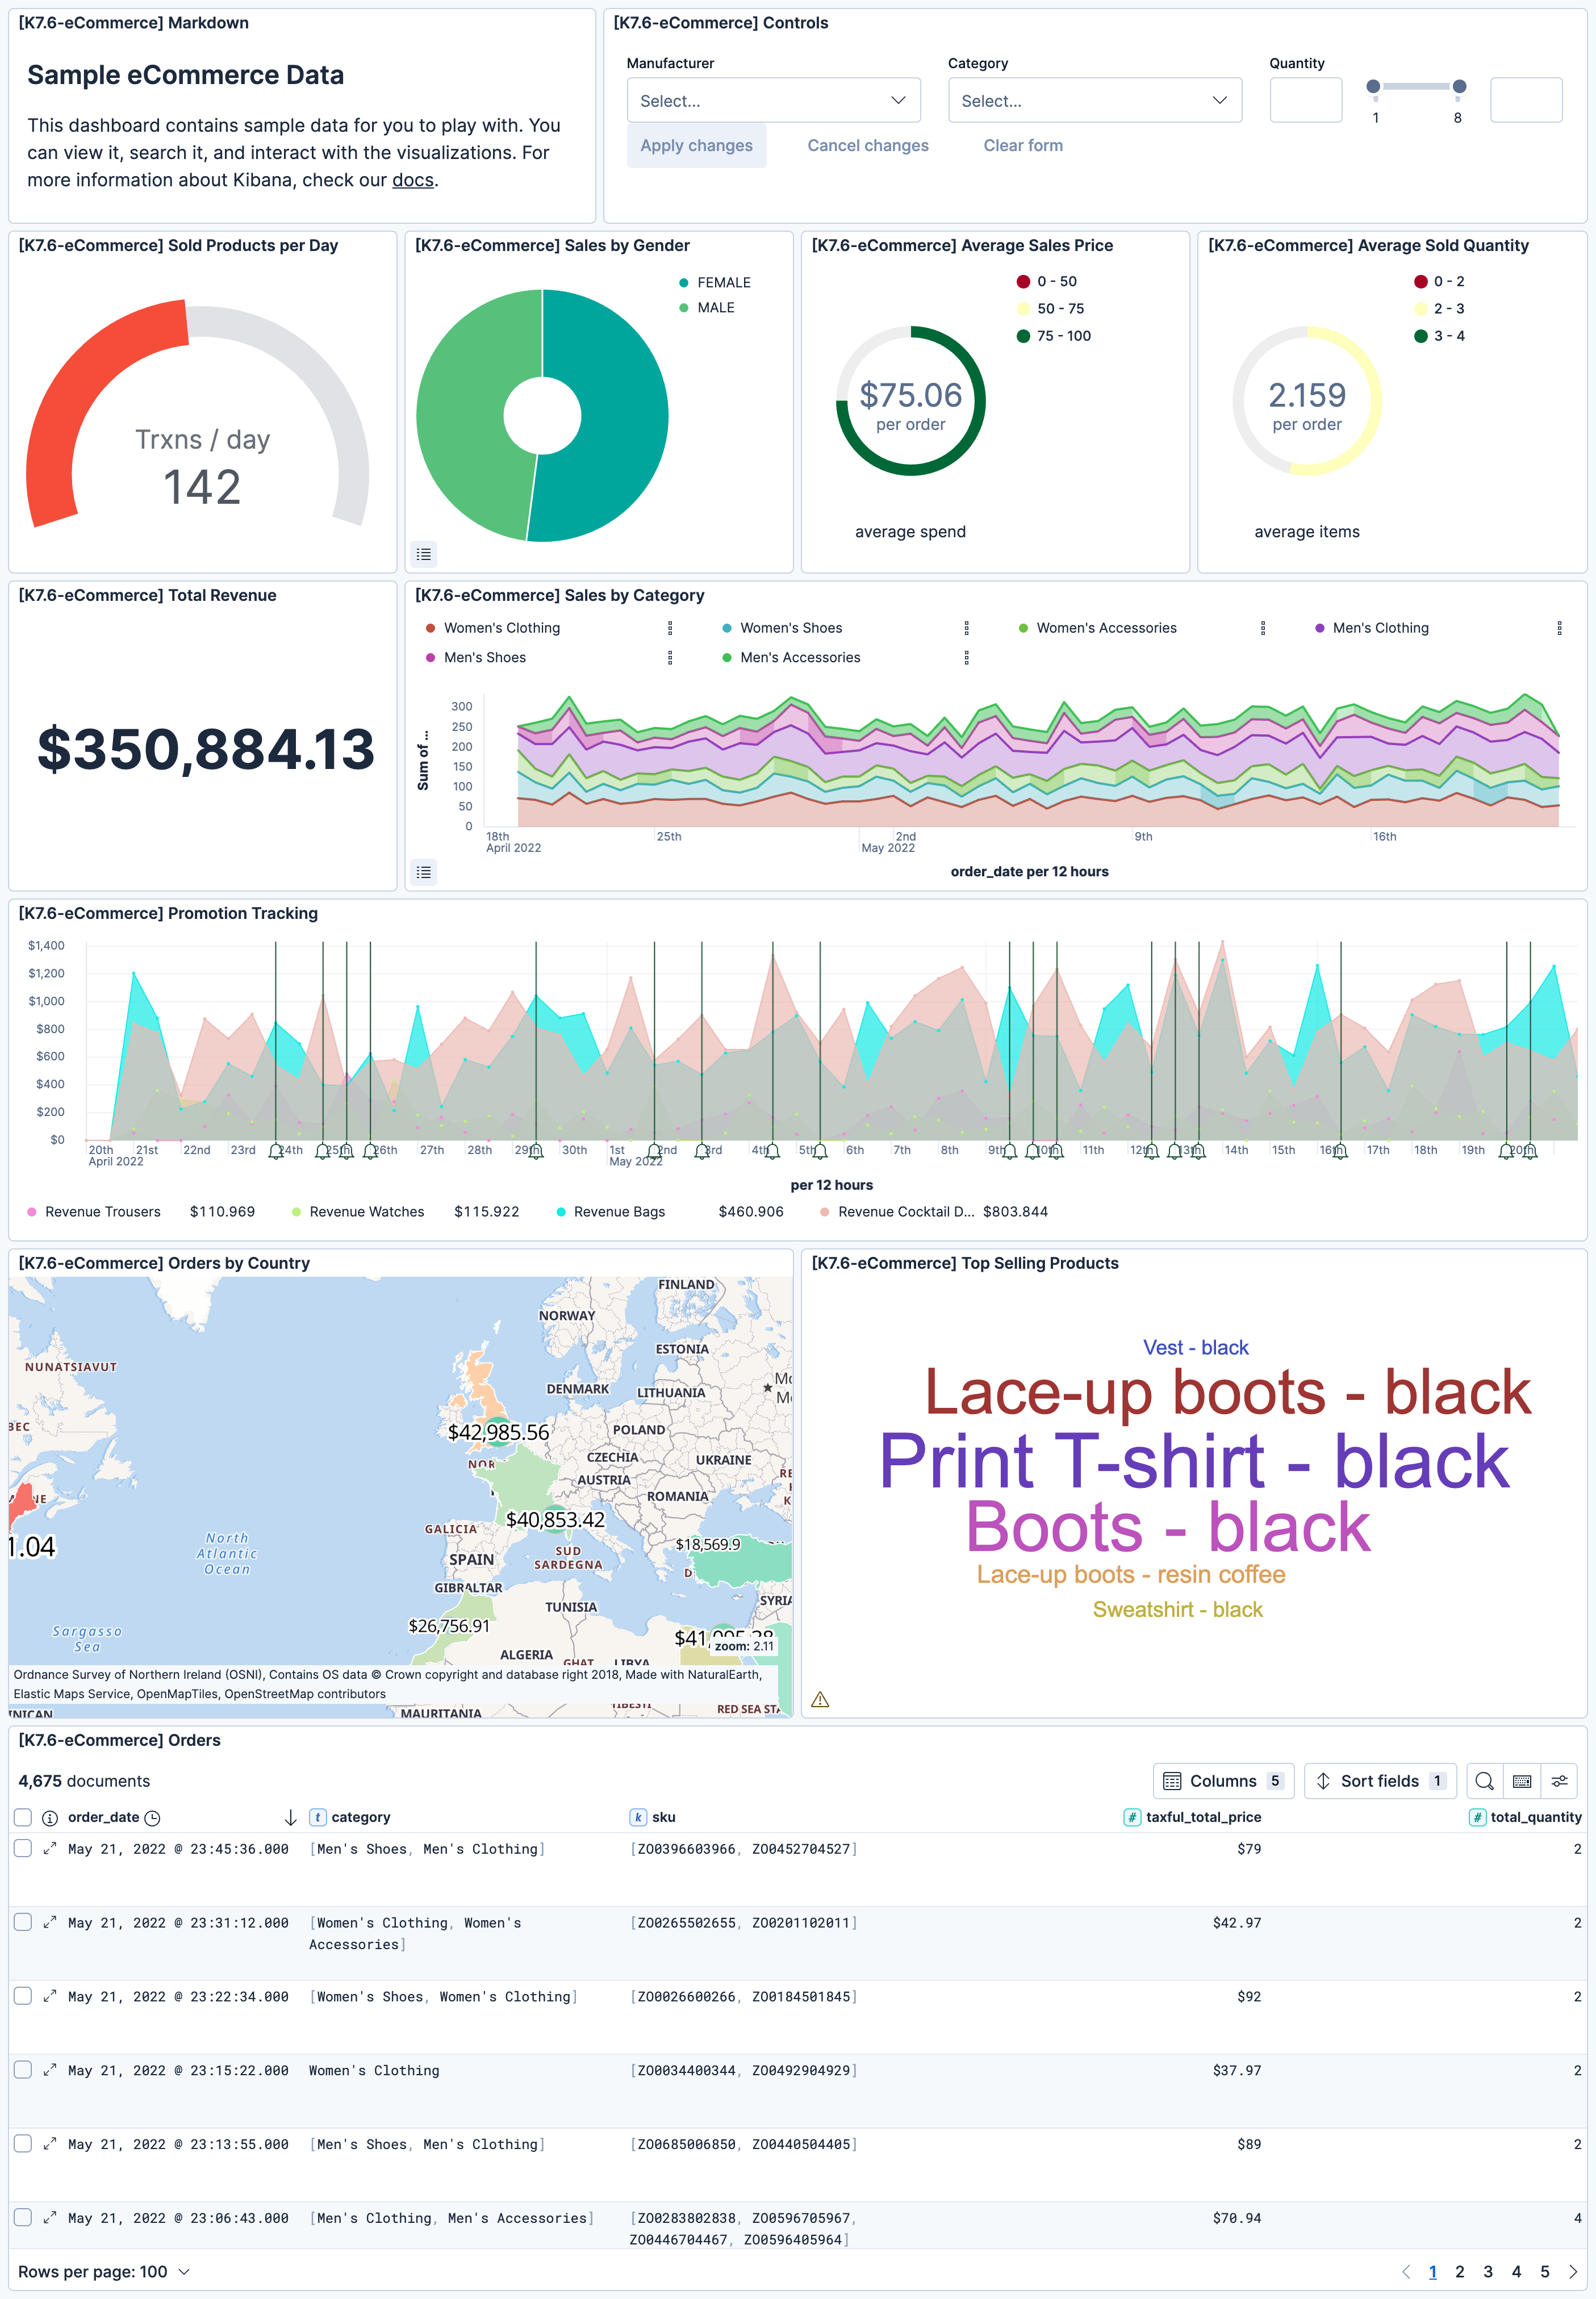 [K7.6-eCommerce] Markdown
Sample eCommerce Data
This dashboard contains sample data for you to play with. You
can view it, search it, and interact with the visualizations. For
more information about Kibana, check our docs.
[K7.6-eCommerce] Controls
Manufacturer
Select...
Category
Select...
Quantity
1
8
Apply changes
Cancel changes
Clear form
[K7.6-eCommerce] Sold Products per Day
Trxns / day
142
[K7.6-eCommerce] Sales by Gender
FEMALE
MALE
[K7.6-eCommerce] Average Sales Price
0 - 50
50 - 75
75 - 100
$75.06
per order
average spend
[K7.6-eCommerce] Average Sold Quantity
0 - 2
2 - 3
3 - 4
2.159
per order
average items
[K7.6-eCommerce] Total Revenue
$350,884.13
[K7.6-eCommerce] Sales by Category
Women's Clothing
Women's Shoes
Women's Accessories
Men's Clothing
Men's Shoes
Men's Accessories
Sum of ...
300
250
200
150
100
50
0
18th
April 2022
25th
2nd
May 2022
9th
16th
order_date per 12 hours
[K7.6-eCommerce] Promotion Tracking
$1,400
$1,200
$1,000
$800
$600
$400
$200
$0
20th 21st 22nd 23rd 24th 25th 26th 27th 28th 29th 30th 1st 2nd 3rd 4th 5th 6th 7th 8th 9th 10th 11th 12th 13th 14th 15th 16th 17th 18th 19th 20th
April 2022 May 2022
per 12 hours
Revenue Trousers $110.969
Revenue Watches $115.922
Revenue Bags $460.906
Revenue Cocktail D... $803.844
[K7.6-eCommerce] Orders by Country
FINLAND
NORWAY
ESTONIA
NUNATSIAVUT
DENMARK
LITHUANIA
Mo
M
BEC
$42,985.56
POLAND
NOR
CZECHIA
UKRAINE
AUSTRIA
NE
ROMANIA
$40,853.42
GALICIA
1.04
North
Atlantic
Ocean
SPAIN
SUD
SARDEGNA
$18,569.9
GIBRALTAR
SYRIA
TUNISIA
$26,756.91
Sargasso
Sea
zoom: 2.11
ALGERIA
GHAT
LIBYA
Ordnance Survey of Northern Ireland (OSNI), Contains OS data © Crown copyright and database right 2018, Made with NaturalEarth,
Elastic Maps Service, OpenMapTiles, OpenStreetMap contributors
MAURITANIA
RED SEA STA
[K7.6-eCommerce] Top Selling Products
Vest - black
Lace-up boots - black
Print T-shirt - black
Boots - black
Lace-up boots - resin coffee
Sweatshirt - black
[K7.6-eCommerce] Orders
4,675 documents
Columns 5
Sort fields 1
order_date t category k sku # taxful_total_price # total_quantity
May 21, 2022 @ 23:45:36.000 [Men's Shoes, Men's Clothing] [ZO0396603966, ZO0452704527] $79 2
May 21, 2022 @ 23:31:12.000 [Women's Clothing, Women's [ZO0265502655, ZO0201102011] $42.97 2
Accessories]
May 21, 2022 @ 23:22:34.000 [Women's Shoes, Women's Clothing] [ZO0026600266, ZO0184501845] $92 2
May 21, 2022 @ 23:15:22.000 Women's Clothing [ZO0034400344, ZO0492904929] $37.97 2
May 21, 2022 @ 23:13:55.000 [Men's Shoes, Men's Clothing] [ZO0685006850, ZO0440504405] $89 2
May 21, 2022 @ 23:06:43.000 [Men's Clothing, Men's Accessories] [ZO0283802838, ZO0596705967, $70.94 4
ZO0446704467, ZO0596405964]
Rows per page: 100
1 2 3 4 5